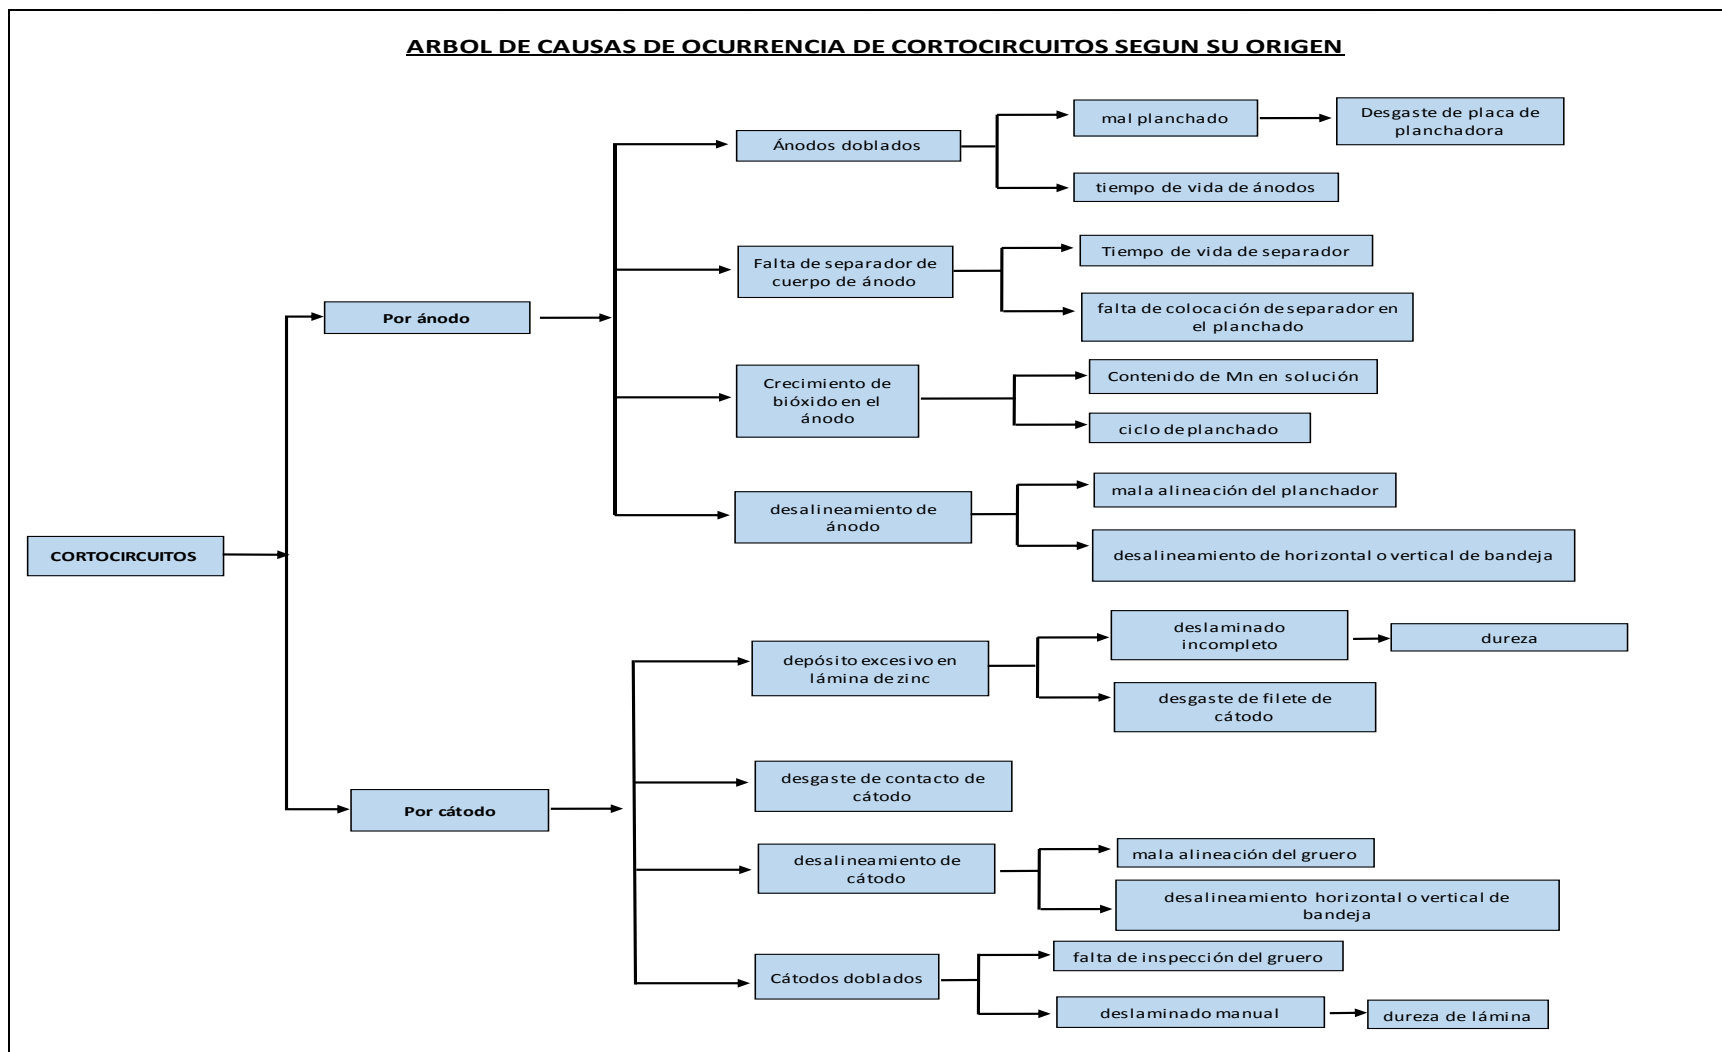 ARBOL DE CAUSAS DE OCURRENCIA DE CORTOCIRCUITOS SEGUN SU ORIGEN
mal planchado
Desgaste de placa de
planchadora
Ánodos doblados
tiempo de vida de ánodos
Tiempo de vida de separador
Falta de separador de
cuerpo de ánodo
falta de colocación de separador en
el planchado
Por ánodo
Contenido de Mn en solución
Crecimiento de
bióxido en el
ánodo
ciclo de planchado
mala alineación del planchador
desalineamiento de
ánodo
desalineamiento de horizontal o vertical de bandeja
CORTOCIRCUITOS
deslaminado
incompleto
dureza
depósito excesivo en
lámina de zinc
desgaste de filete de
cátodo
desgaste de contacto de
cátodo
Por cátodo
mala alineación del gruero
desalineamiento de
cátodo
desalineamiento horizontal o vertical de
bandeja
falta de inspección del gruero
Cátodos doblados
deslaminado manual
dureza de lámina